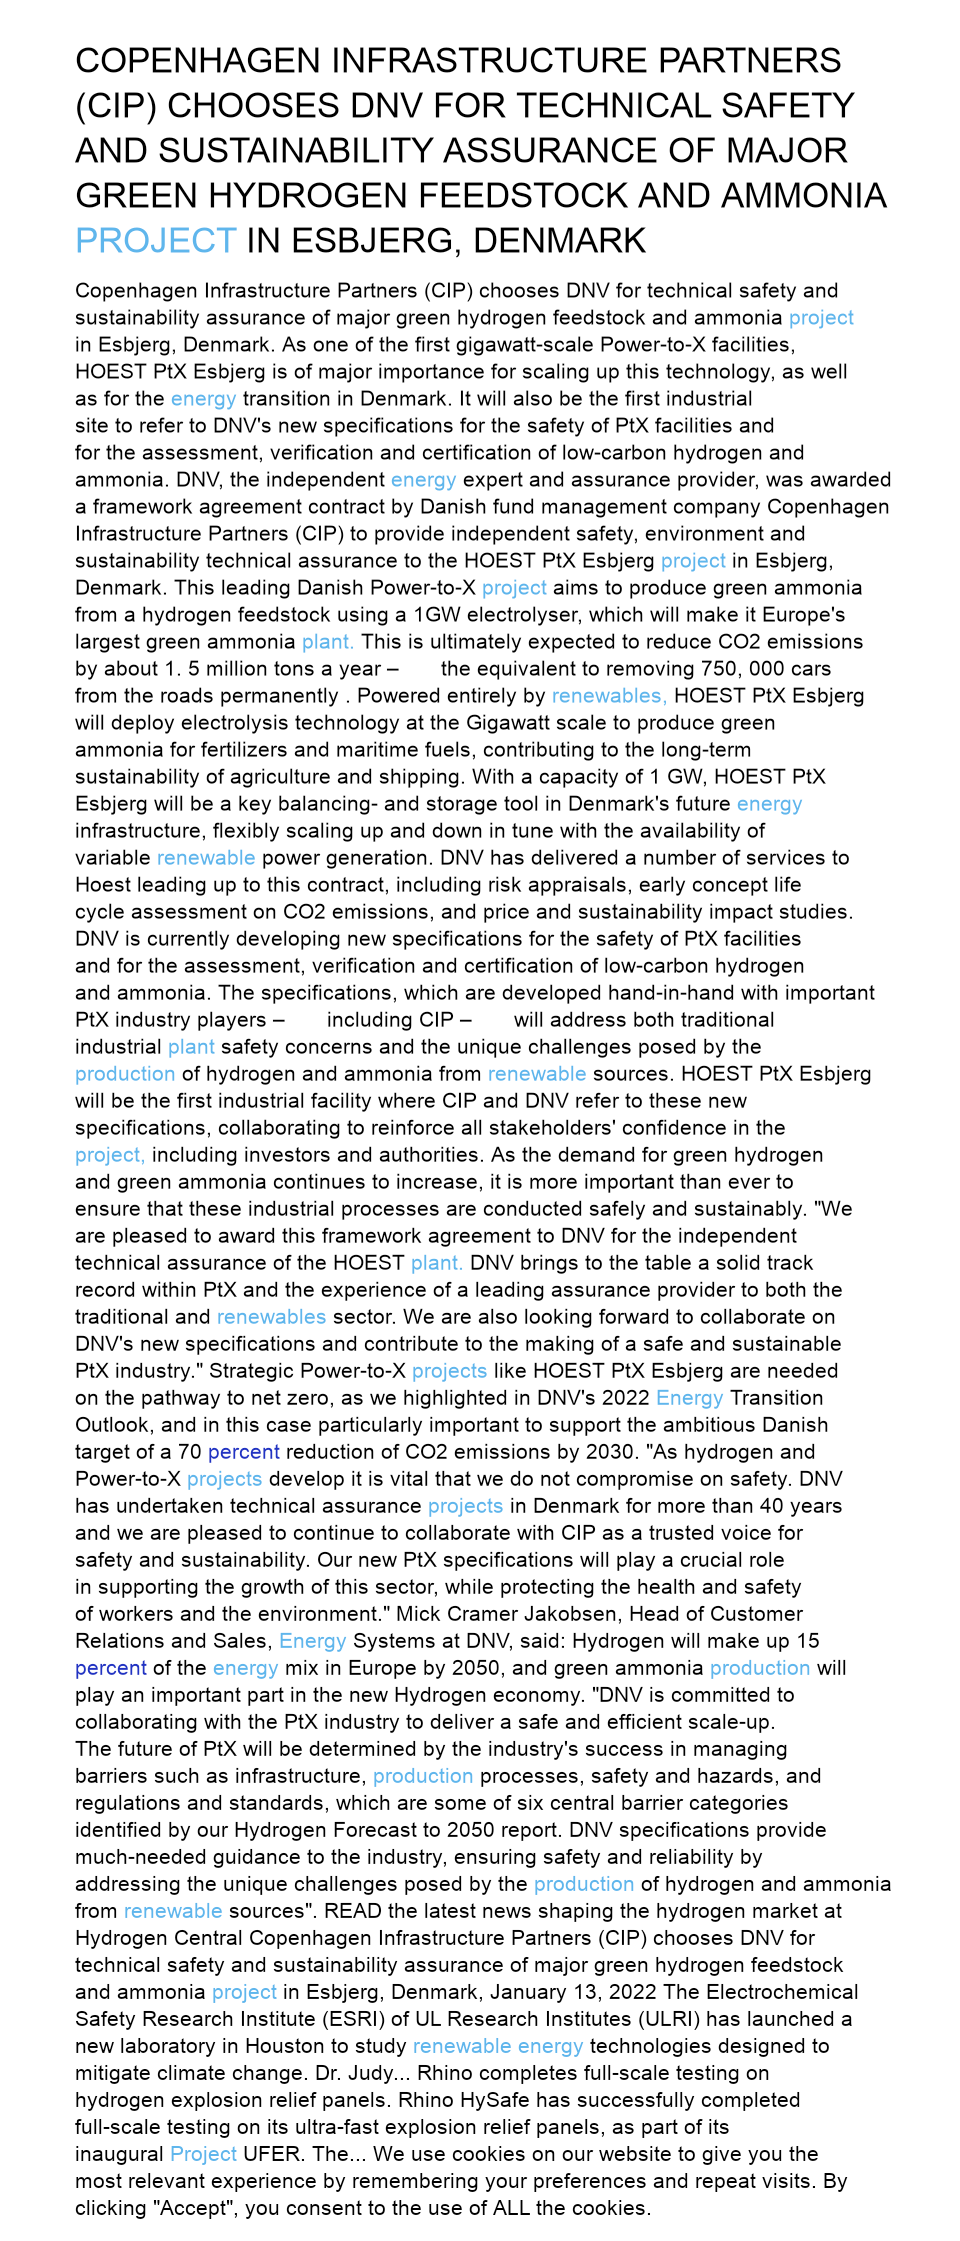 COPENHAGEN INFRASTRUCTURE PARTNERS
(CIP) CHOOSES DNV FOR TECHNICAL SAFETY
AND SUSTAINABILITY ASSURANCE OF MAJOR
GREEN HYDROGEN FEEDSTOCK AND AMMONIA
PROJECT IN ESBJERG, DENMARK
Copenhagen Infrastructure Partners (CIP) chooses DNV for technical safety and
sustainability assurance of major green hydrogen feedstock and ammonia project
in Esbjerg, Denmark. As one of the first gigawatt-scale Power-to-X facilities,
HOEST PtX Esbjerg is of major importance for scaling up this technology, as well
as for the energy transition in Denmark. It will also be the first industrial
site to refer to DNV's new specifications for the safety of PtX facilities and
for the assessment, verification and certification of low-carbon hydrogen and
ammonia. DNV, the independent energy expert and assurance provider, was awarded
a framework agreement contract by Danish fund management company Copenhagen
Infrastructure Partners (CIP) to provide independent safety, environment and
sustainability technical assurance to the HOEST PtX Esbjerg project in Esbjerg,
Denmark. This leading Danish Power-to-X project aims to produce green ammonia
from a hydrogen feedstock using a 1GW electrolyser, which will make it Europe's
largest green ammonia plant. This is ultimately expected to reduce CO2 emissions
by about 1. 5 million tons a year – the equivalent to removing 750, 000 cars
from the roads permanently . Powered entirely by renewables, HOEST PtX Esbjerg
will deploy electrolysis technology at the Gigawatt scale to produce green
ammonia for fertilizers and maritime fuels, contributing to the long-term
sustainability of agriculture and shipping. With a capacity of 1 GW, HOEST PtX
Esbjerg will be a key balancing- and storage tool in Denmark's future energy
infrastructure, flexibly scaling up and down in tune with the availability of
variable renewable power generation. DNV has delivered a number of services to
Hoest leading up to this contract, including risk appraisals, early concept life
cycle assessment on CO2 emissions, and price and sustainability impact studies.
DNV is currently developing new specifications for the safety of PtX facilities
and for the assessment, verification and certification of low-carbon hydrogen
and ammonia. The specifications, which are developed hand-in-hand with important
PtX industry players – including CIP – will address both traditional
industrial plant safety concerns and the unique challenges posed by the
production of hydrogen and ammonia from renewable sources. HOEST PtX Esbjerg
will be the first industrial facility where CIP and DNV refer to these new
specifications, collaborating to reinforce all stakeholders' confidence in the
project, including investors and authorities. As the demand for green hydrogen
and green ammonia continues to increase, it is more important than ever to
ensure that these industrial processes are conducted safely and sustainably. "We
are pleased to award this framework agreement to DNV for the independent
technical assurance of the HOEST plant. DNV brings to the table a solid track
record within PtX and the experience of a leading assurance provider to both the
traditional and renewables sector. We are also looking forward to collaborate on
DNV's new specifications and contribute to the making of a safe and sustainable
PtX industry." Strategic Power-to-X projects like HOEST PtX Esbjerg are needed
on the pathway to net zero, as we highlighted in DNV's 2022 Energy Transition
Outlook, and in this case particularly important to support the ambitious Danish
target of a 70 percent reduction of CO2 emissions by 2030. "As hydrogen and
Power-to-X projects develop it is vital that we do not compromise on safety. DNV
has undertaken technical assurance projects in Denmark for more than 40 years
and we are pleased to continue to collaborate with CIP as a trusted voice for
safety and sustainability. Our new PtX specifications will play a crucial role
in supporting the growth of this sector, while protecting the health and safety
of workers and the environment." Mick Cramer Jakobsen, Head of Customer
Relations and Sales, Energy Systems at DNV, said: Hydrogen will make up 15
percent of the energy mix in Europe by 2050, and green ammonia production will
play an important part in the new Hydrogen economy. "DNV is committed to
collaborating with the PtX industry to deliver a safe and efficient scale-up.
The future of PtX will be determined by the industry's success in managing
barriers such as infrastructure, production processes, safety and hazards, and
regulations and standards, which are some of six central barrier categories
identified by our Hydrogen Forecast to 2050 report. DNV specifications provide
much-needed guidance to the industry, ensuring safety and reliability by
addressing the unique challenges posed by the production of hydrogen and ammonia
from renewable sources". READ the latest news shaping the hydrogen market at
Hydrogen Central Copenhagen Infrastructure Partners (CIP) chooses DNV for
technical safety and sustainability assurance of major green hydrogen feedstock
and ammonia project in Esbjerg, Denmark, January 13, 2022 The Electrochemical
Safety Research Institute (ESRI) of UL Research Institutes (ULRI) has launched a
new laboratory in Houston to study renewable energy technologies designed to
mitigate climate change. Dr. Judy... Rhino completes full-scale testing on
hydrogen explosion relief panels. Rhino HySafe has successfully completed
full-scale testing on its ultra-fast explosion relief panels, as part of its
inaugural Project UFER. The... We use cookies on our website to give you the
most relevant experience by remembering your preferences and repeat visits. By
clicking "Accept", you consent to the use of ALL the cookies.